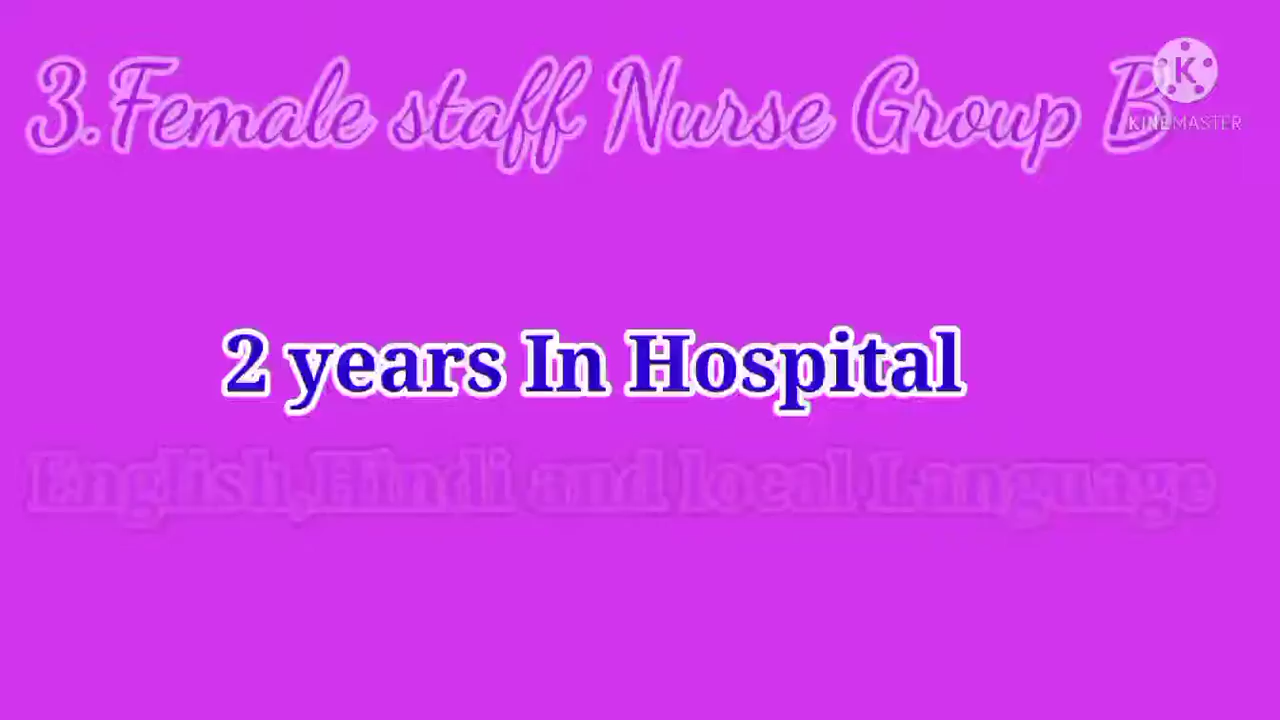 3.Female staff Nurse Group B
KINEMASTER
2 years In Hospital
English,Hindi and local Language